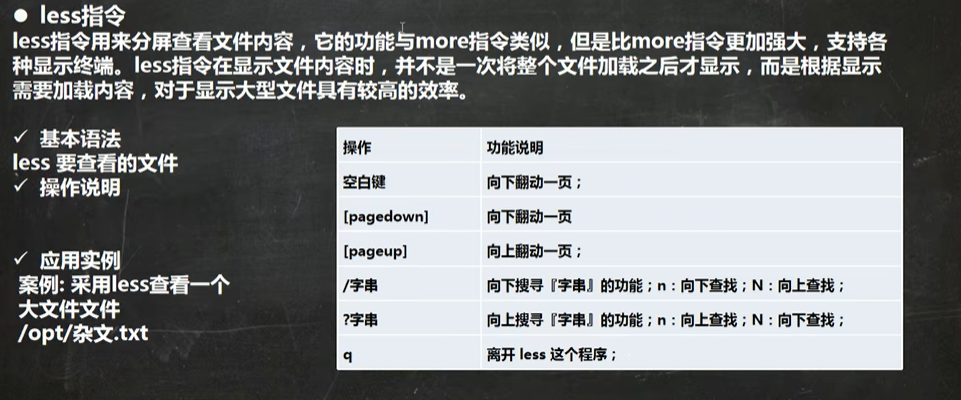 ● less指令
less指令用来分屏查看文件内容，它的功能与more指令类似，但是比more指令更加强大，支持各
种显示终端。less指令在显示文件内容时，并不是一次将整个文件加载之后才显示，而是根据显示
需要加载内容，对于显示大型文件具有较高的效率。
✓ 基本语法
less 要查看的文件
✓ 操作说明
操作 功能说明
空白键 向下翻动一页；
[pagedown] 向下翻动一页
[pageup] 向上翻动一页；
/字串 向下搜寻『字串』的功能；n：向下查找；N：向上查找；
?字串 向上搜寻『字串』的功能；n：向上查找；N：向下查找；
q 离开 less 这个程序；
✓ 应用实例
案例: 采用less查看一个
大文件文件
/opt/杂文.txt